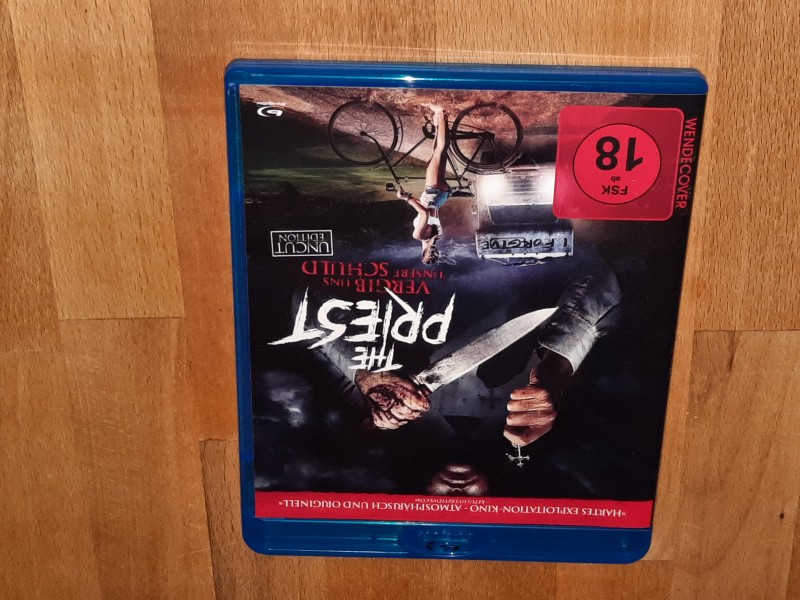 »HARTES EXPLOITATION-KINO - ATMOSPHÄRISCH UND ORIGINELL«
THE
PRIEST
VERGIB UNS
UNSERE SCHULD
UNCUT
EDITION
I FORGIVE
FSK
ab
18
WENDECOVER